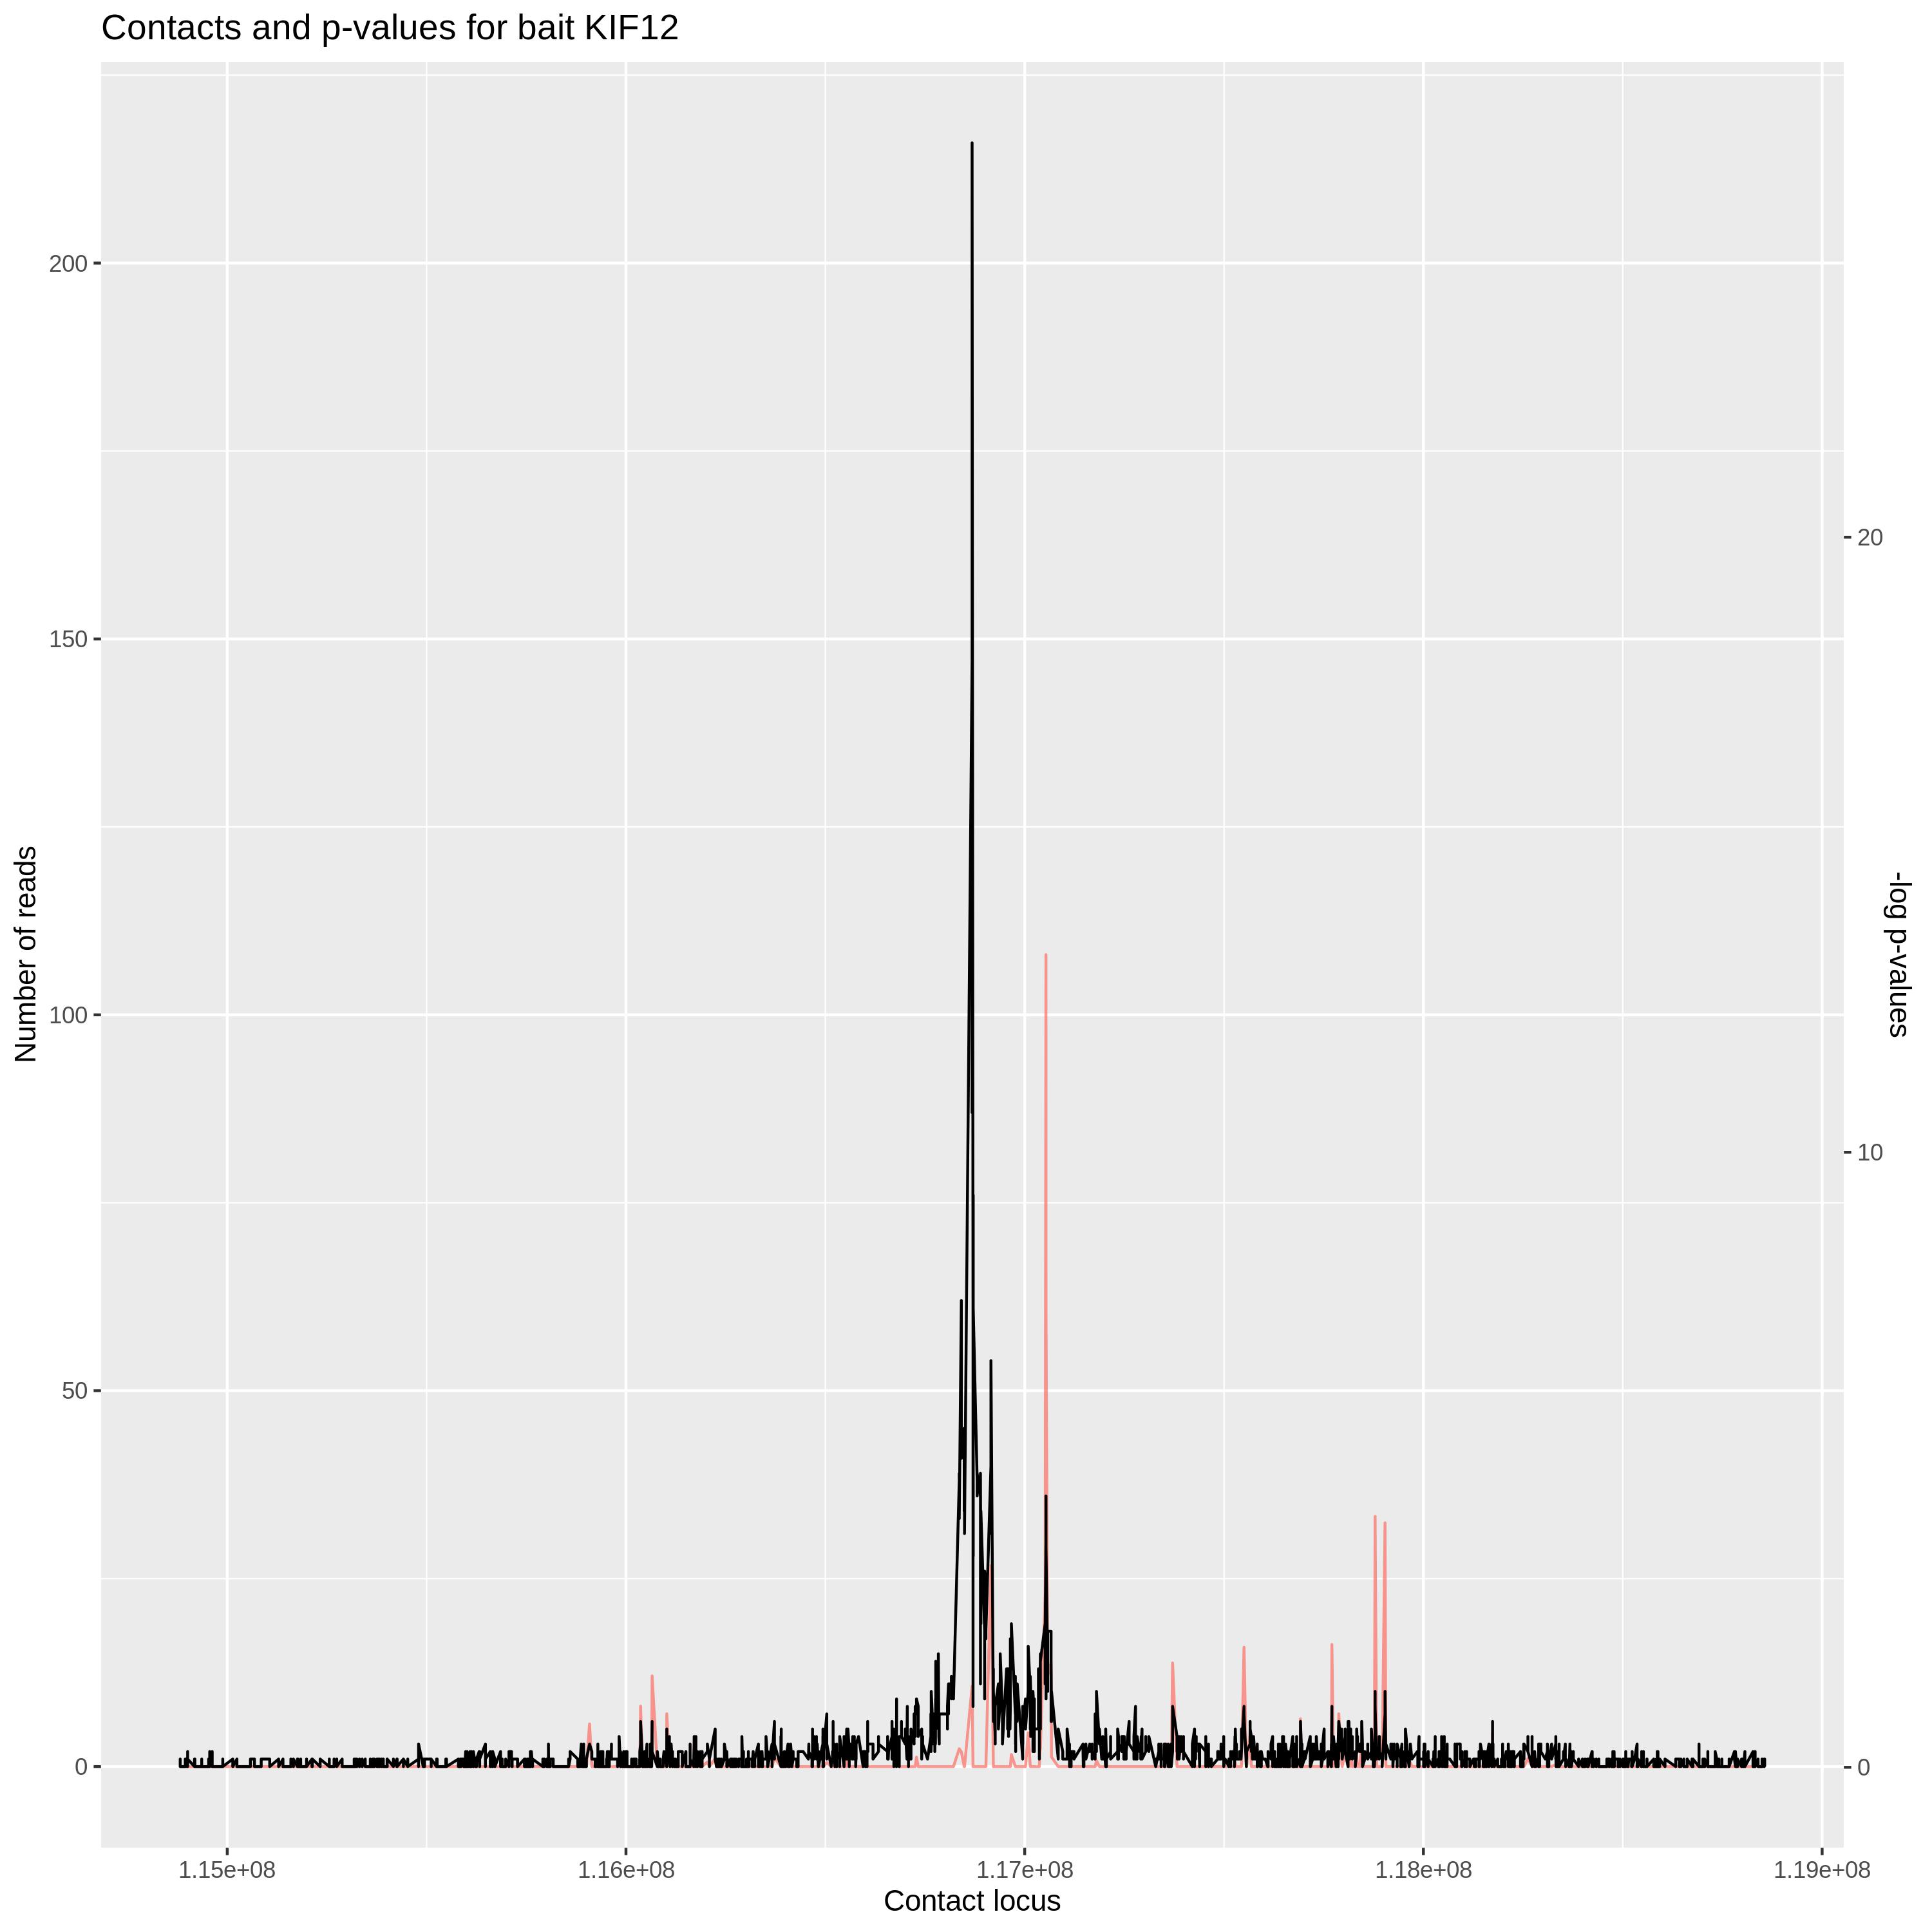 Contacts and p-values for bait KIF12
Number of reads
200
150
100
50
0
20
10
0
-log p-values
1.15e+08
1.16e+08
1.17e+08
1.18e+08
1.19e+08
Contact locus